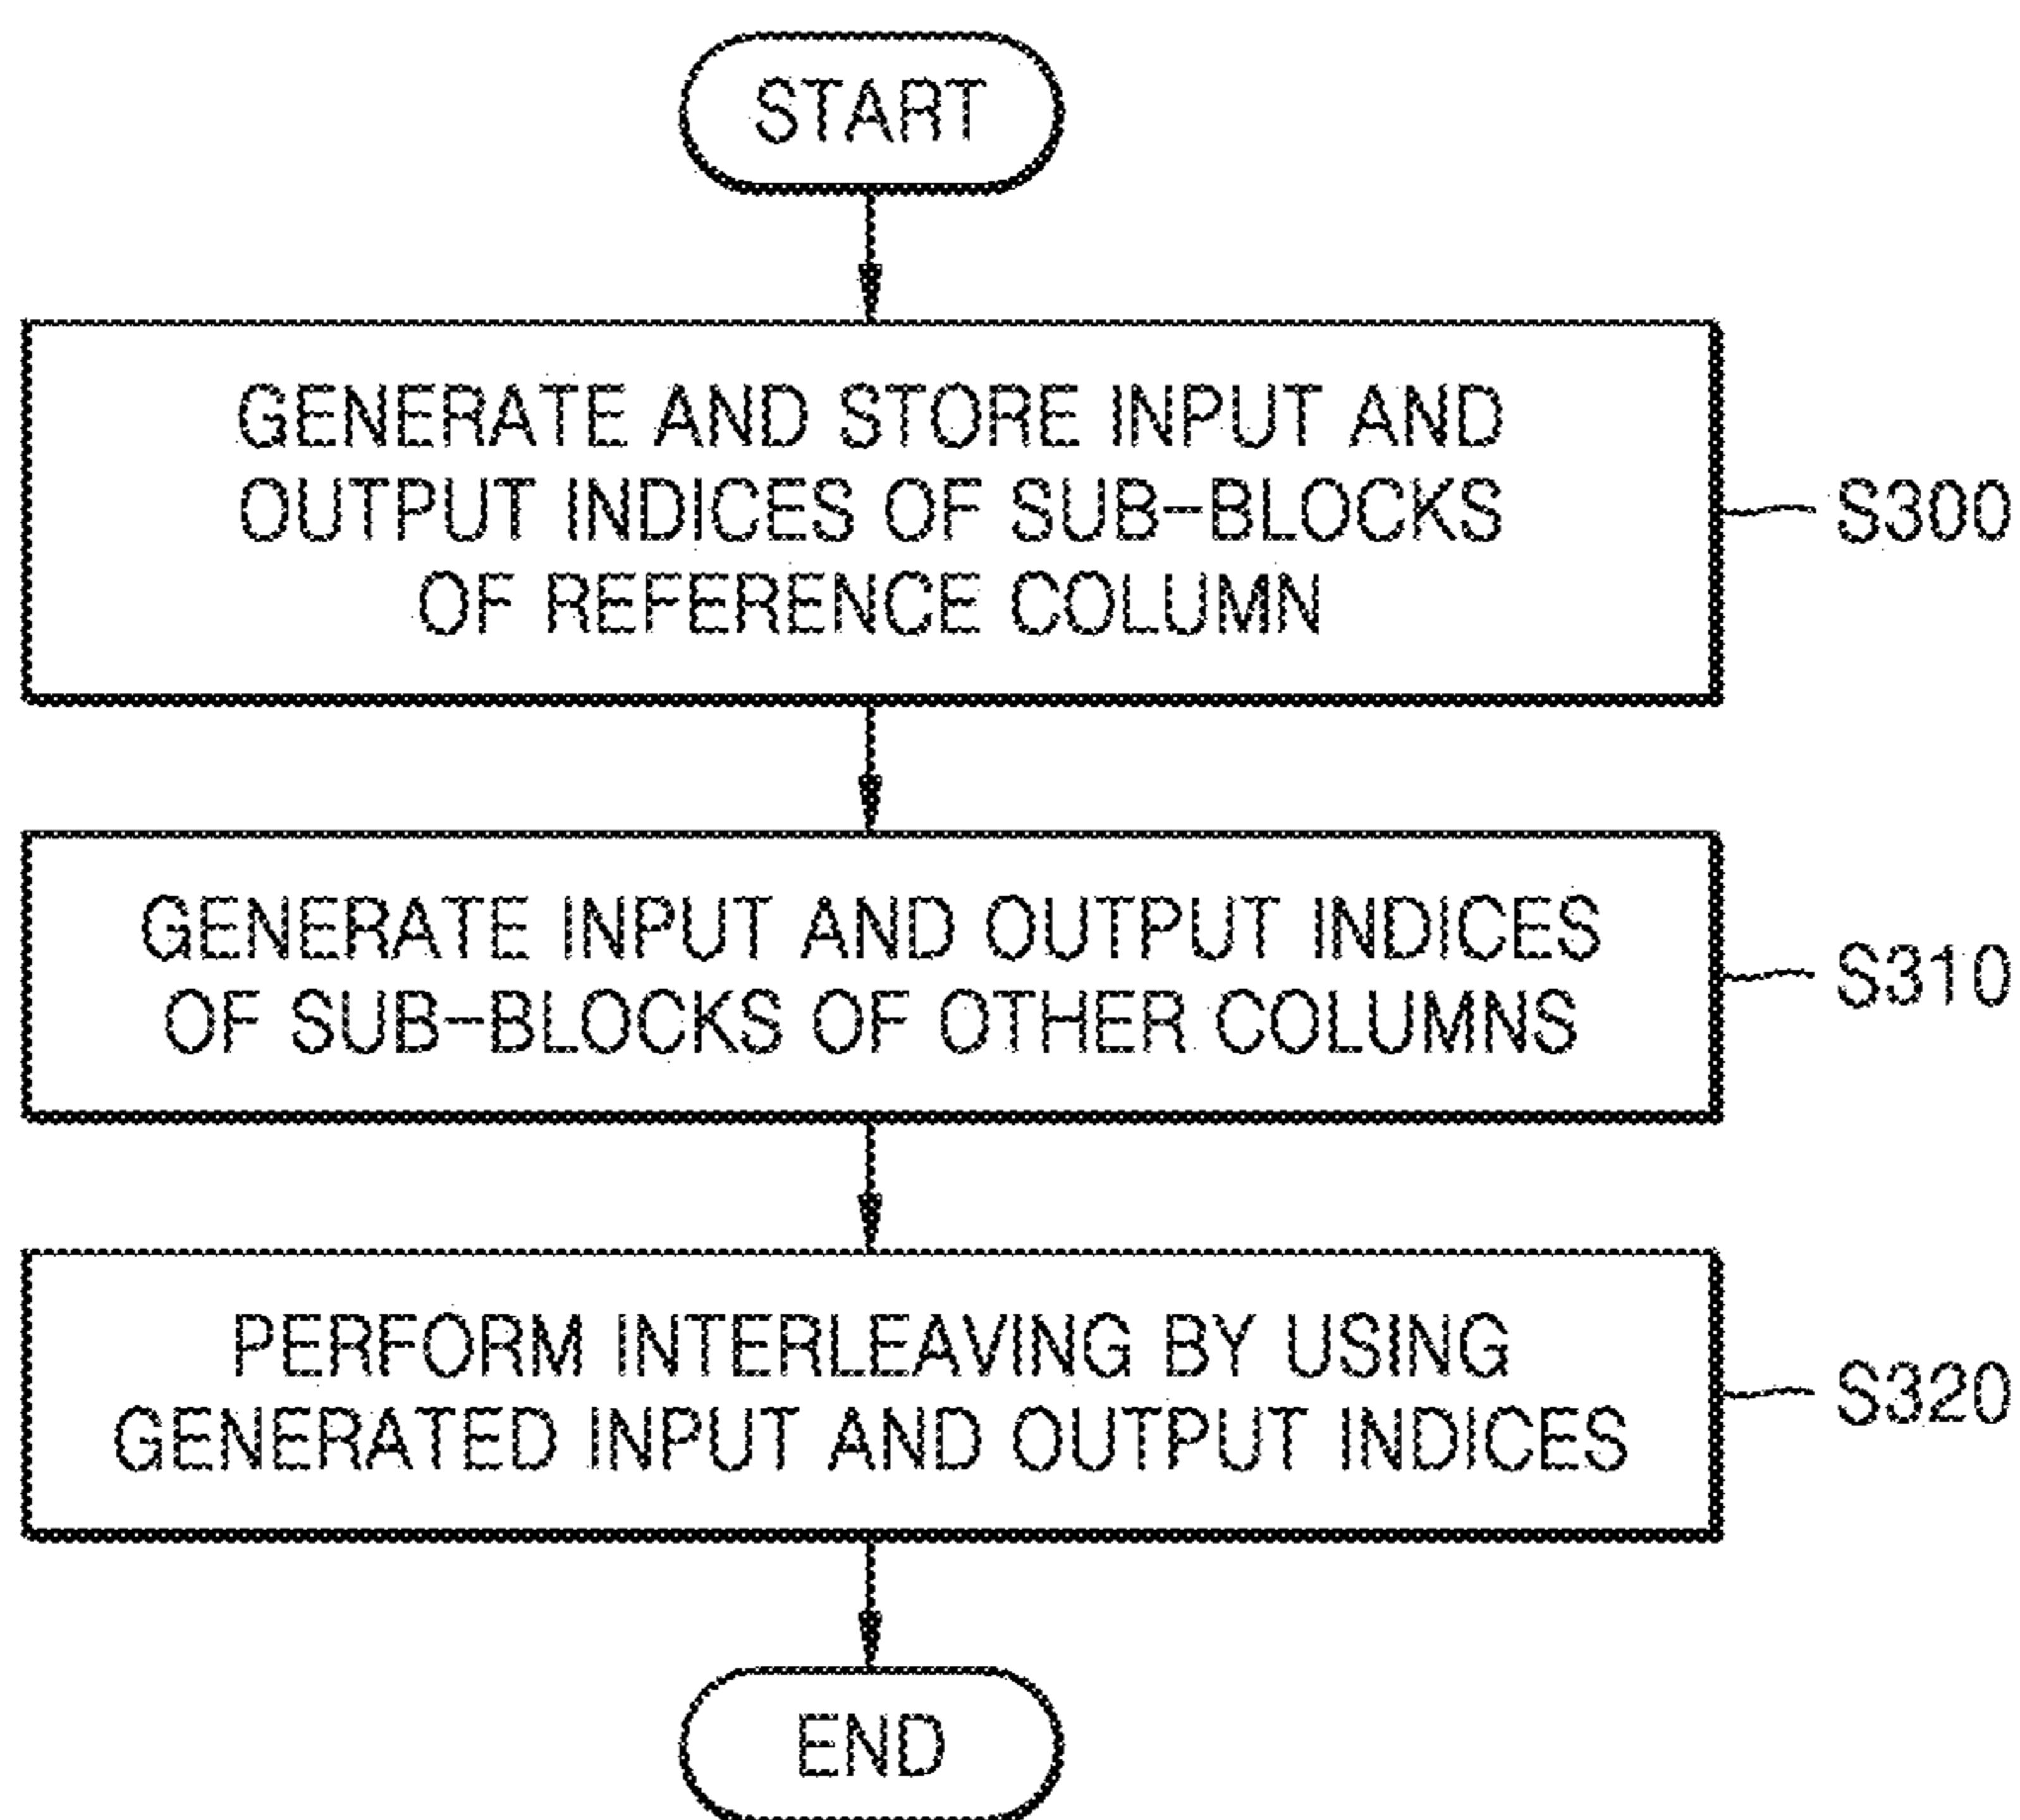 START
GENERATE AND STORE INPUT AND
OUTPUT INDICES OF SUB-BLOCKS
OF REFERENCE COLUMN
S300
GENERATE INPUT AND OUTPUT INDICES
OF SUB-BLOCKS OF OTHER COLUMNS
S310
PERFORM INTERLEAVING BY USING
GENERATED INPUT AND OUTPUT INDICES
S320
END